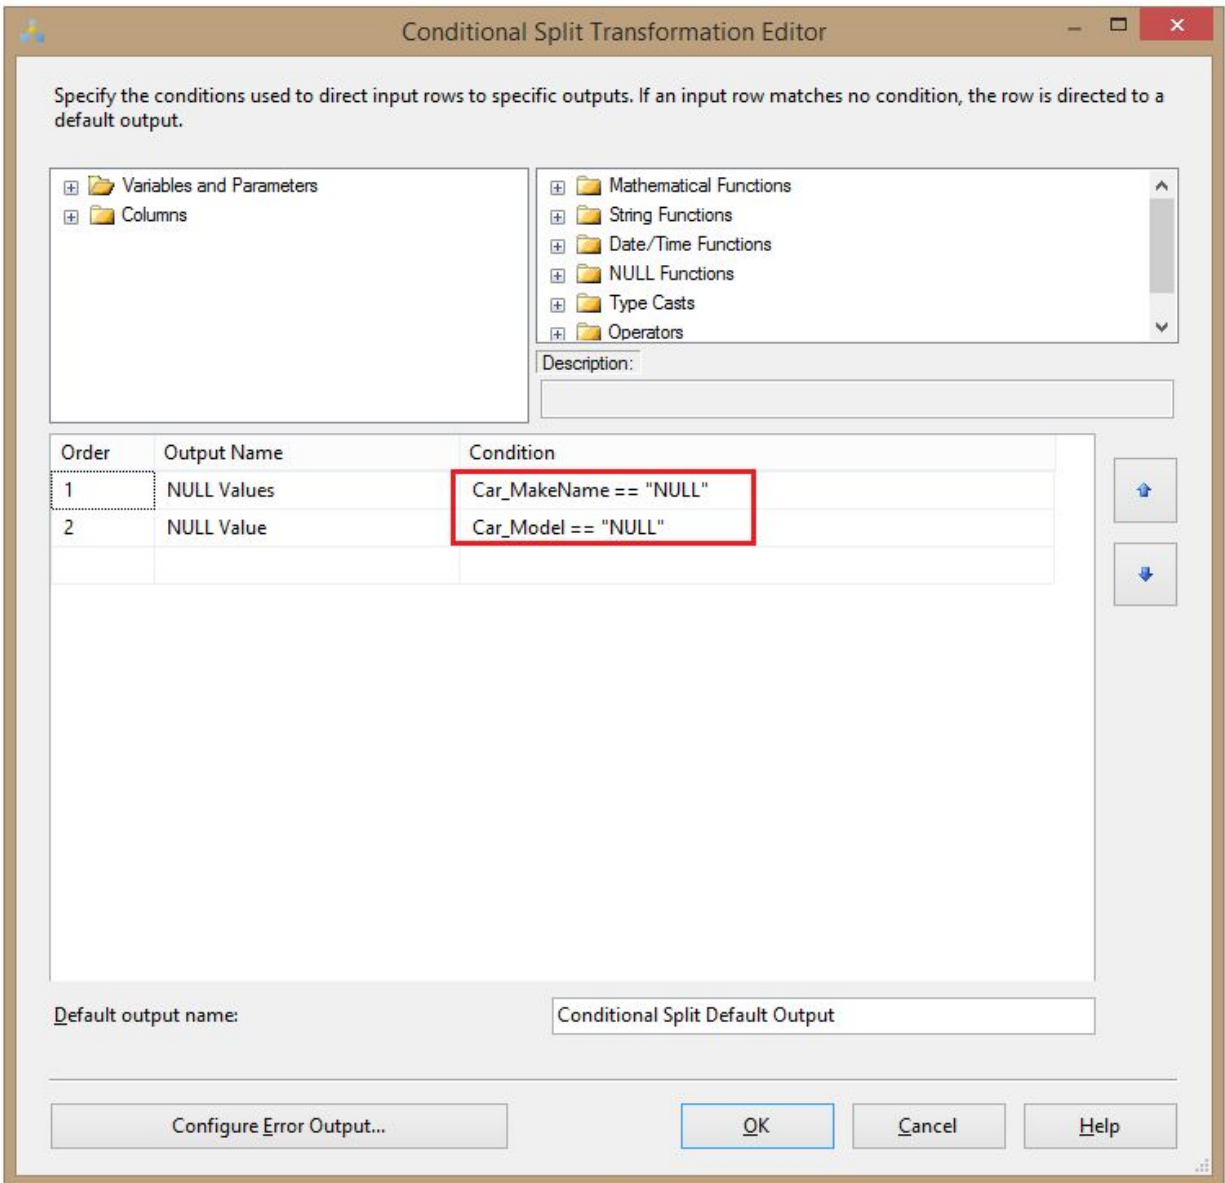 Conditional Split Transformation Editor
Specify the conditions used to direct input rows to specific outputs. If an input row matches no condition, the row is directed to a
default output.
Variables and Parameters
Columns
Mathematical Functions
String Functions
Date/Time Functions
NULL Functions
Type Casts
Operators
Description:
Order Output Name Condition
1 NULL Values Car_MakeName == "NULL"
2 NULL Value Car_Model == "NULL"
Default output name: Conditional Split Default Output
Configure Error Output... OK Cancel Help